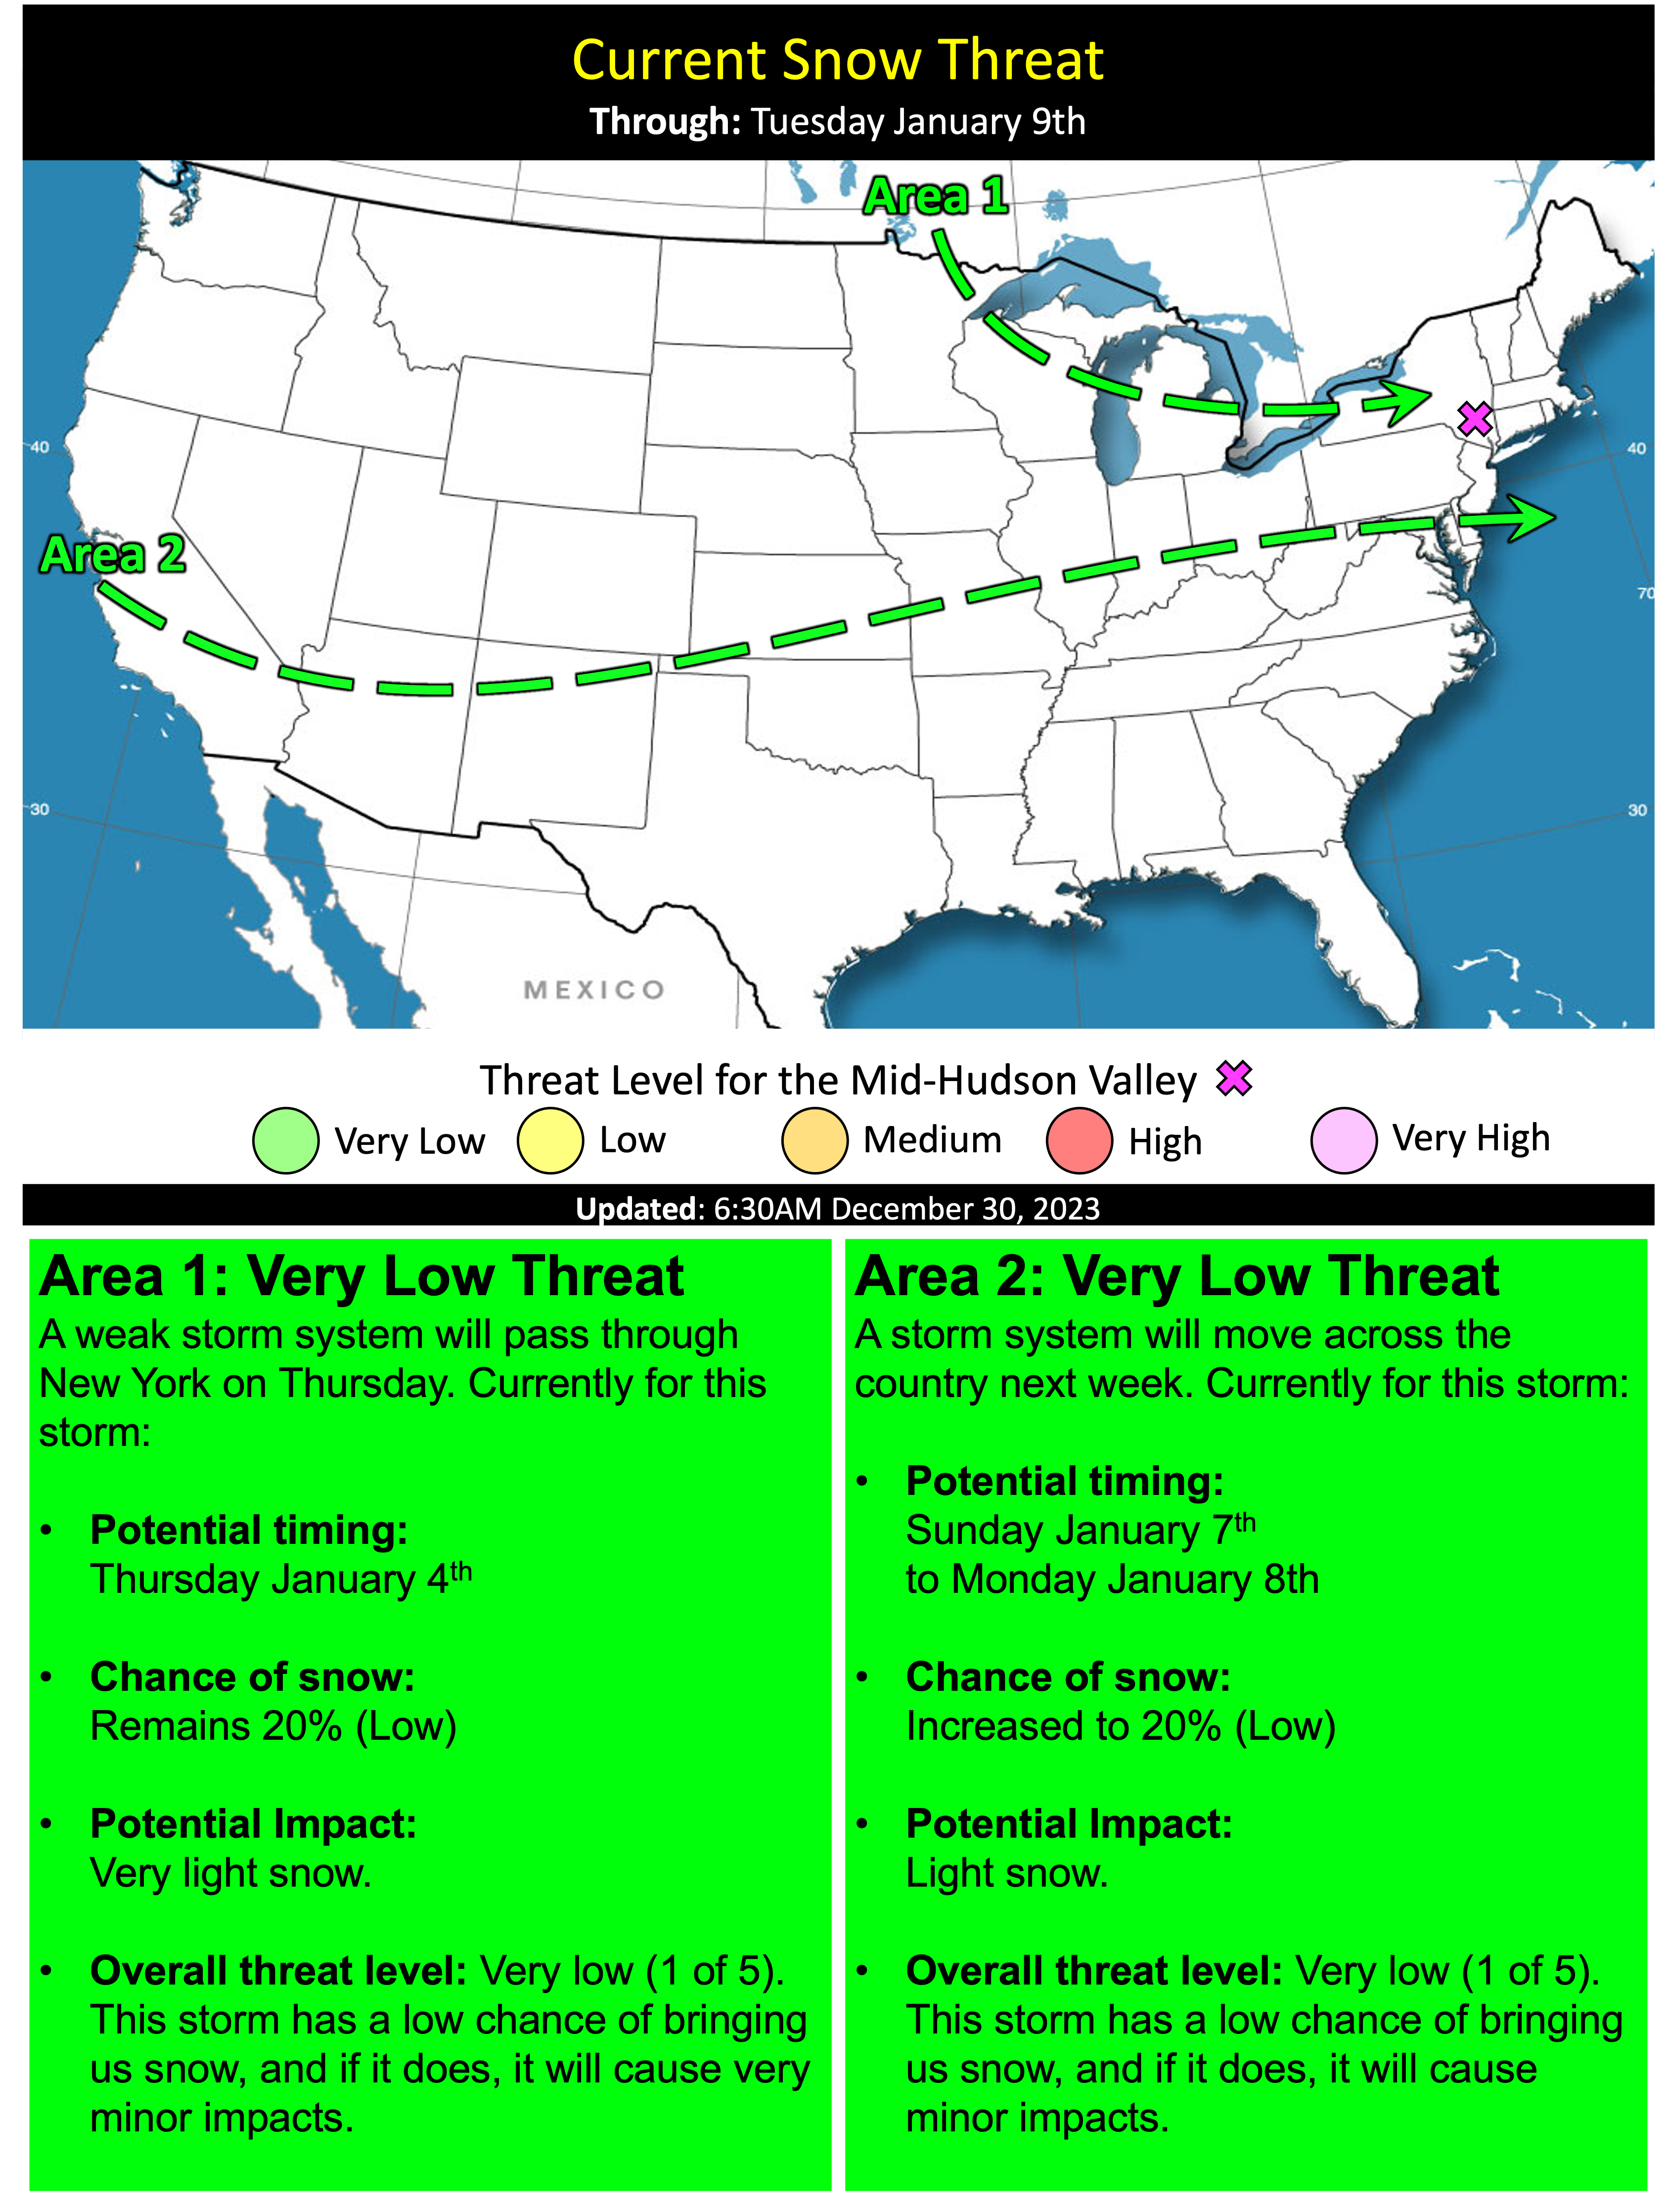 Current Snow Threat
Through: Tuesday January 9th
Area 1
40
40
Area 2
70
30
30
MEXICO
Threat Level for the Mid-Hudson Valley
Very Low
Low
Medium
High
Very High
Updated: 6:30AM December 30, 2023
Area 1: Very Low Threat
A weak storm system will pass through
New York on Thursday. Currently for this
storm:
• Potential timing:
Thursday January 4th
• Chance of snow:
Remains 20% (Low)
• Potential Impact:
Very light snow.
• Overall threat level: Very low (1 of 5).
This storm has a low chance of bringing
us snow, and if it does, it will cause very
minor impacts.
Area 2: Very Low Threat
A storm system will move across the
country next week. Currently for this storm:
• Potential timing:
Sunday January 7th
to Monday January 8th
• Chance of snow:
Increased to 20% (Low)
• Potential Impact:
Light snow.
• Overall threat level: Very low (1 of 5).
This storm has a low chance of bringing
us snow, and if it does, it will cause
minor impacts.